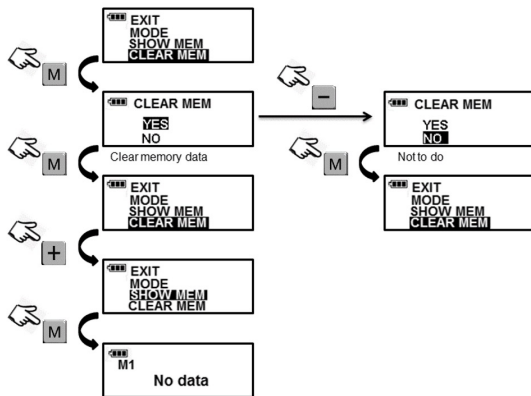 EXIT
MODE
SHOW MEM
CLEAR MEM
M
CLEAR MEM
YES
NO
Clear memory data
−
CLEAR MEM
YES
NO
Not to do
M
EXIT
MODE
SHOW MEM
CLEAR MEM
M
EXIT
MODE
SHOW MEM
CLEAR MEM
+
EXIT
MODE
SHOW MEM
CLEAR MEM
M
M1
No data